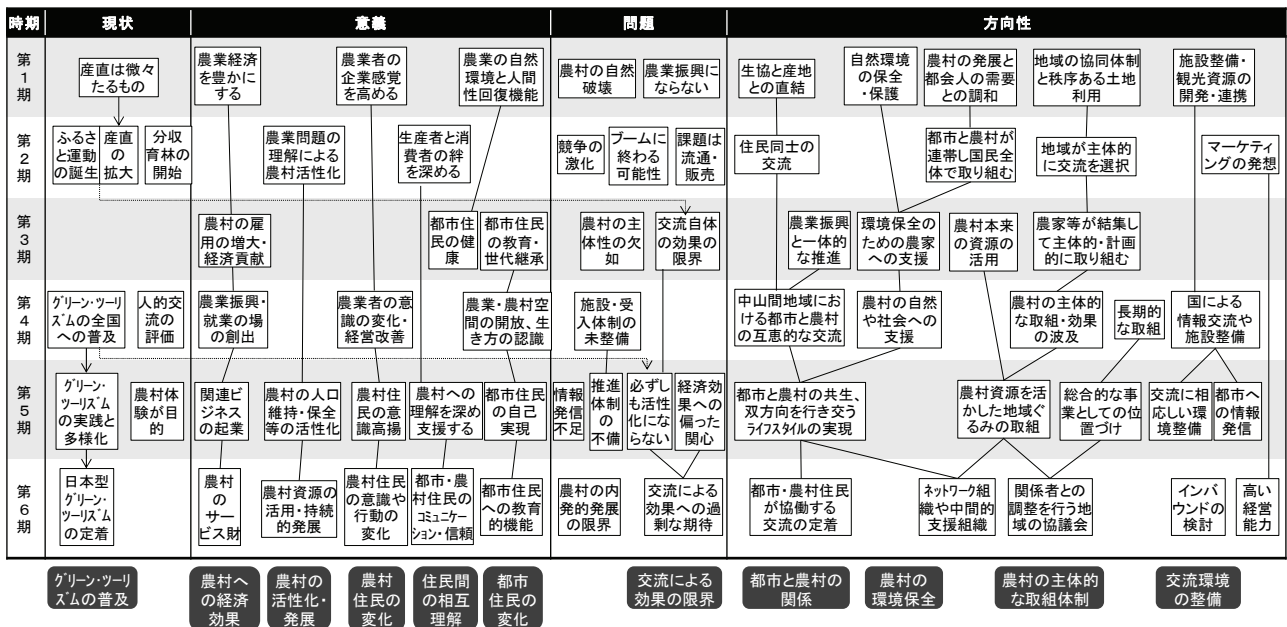 時期
現状
意義
問題
方向性
第
1
期
産直は微々
たるもの
農業経済
を豊かに
する
農業者の
企業感覚
を高める
農業の自然
環境と人間
性回復機能
農村の自然
破壊
農業振興に
ならない
生協と産地
との直結
自然環境
の保全
・保護
農村の発展と
都会人の需要
との調和
地域の協同体制
と秩序ある土地
利用
施設整備・
観光資源の
開発・連携
第
2
期
ふるさ
と運動
の誕生
産直
の
拡大
分収
育林の
開始
農業問題の
理解による
農村活性化
生産者と消
費者の絆
を深める
競争の
激化
ブームに
終わる
可能性
課題は
流通・
販売
住民同士の
交流
都市と農村が
連帯し国民全
体で取り組む
地域が主体的
に交流を選択
マーケティ
ングの発想
第
3
期
農村の雇
用の増大・
経済貢献
都市住
民の健
康
都市住民
の教育・
世代継承
農村の主
体性の欠
如
交流自体
の効果の
限界
農業振興
と一体的
な推進
環境保全の
ための農家
への支援
農村本来
の資源の
活用
農家等が結集し
て主体的・計画
的に取り組む
第
4
期
グリーン・ツーリ
ズムの全国
への普及
人的交
流の
評価
農業振興・
就業の場
の創出
農業者の意
識の変化・
経営改善
農業・農村空
間の開放、生
き方の認識
施設・受
入体制の
未整備
中山間地域にお
ける都市と農村
の互恵的な交流
農村の自然
や社会への
支援
農村の主体的
な取組・効果
の波及
長期的
な取組
国による
情報交流や
施設整備
第
5
期
グリーン・
ツーリズム
の実践と
多様化
農村体
験が目
的
関連ビ
ジネス
の起業
農村の人口
維持・保全
等の活性化
農村住
民の意
識高揚
農村への
理解を深め
支援する
都市住民
の自己
実現
情報
発信
不足
推進
体制
の
不備
必ずし
も活性
化になら
ない
経済効
果への
偏った
関心
都市と農村の共生、
双方向を行き交う
ライフスタイルの実現
農村資源を活
かした地域ぐ
るみの取組
総合的な事
業としての位
置づけ
交流に相
応しい環
境整備
都市へ
の情報
発信
第
6
期
日本型
グリーン・
ツーリズム
の定着
農村
のサー
ビス財
農村資源の
活用・持続
的発展
農村住民
の意識や
行動の
変化
都市・農
村住民の
コミュニケー
ション・信頼
都市住民
への教育
的機能
農村の内
発的発展
の限界
交流による
効果への過
剰な期待
都市・農村住民
が協働する
交流の定着
ネットワーク組
織や中間的
支援組織
関係者との
調整を行う地
域の協議会
インバ
ウンドの
検討
高い
経営
能力
グリーン・ツーリ
ズムの普及
農村へ
の経済
効果
農村の
活性化・
発展
農村
住民の
変化
住民間
の相互
理解
都市
住民の
変化
交流による
効果の限界
都市と農村の
関係
農村の
環境保全
農村の主体的
な取組体制
交流環境
の整備